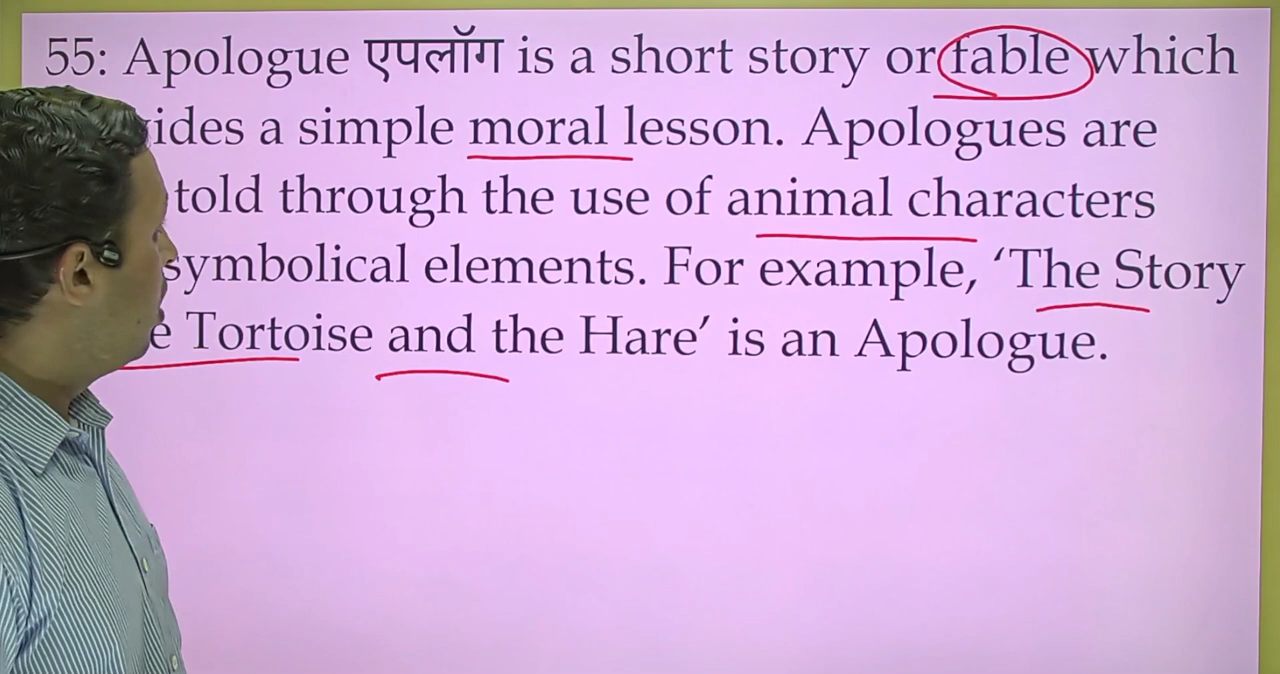 55: Apologue एपलॉग is a short story or fable which
ides a simple moral lesson. Apologues are
told through the use of animal characters
symbolical elements. For example, ‘The Story
e Tortoise and the Hare’ is an Apologue.